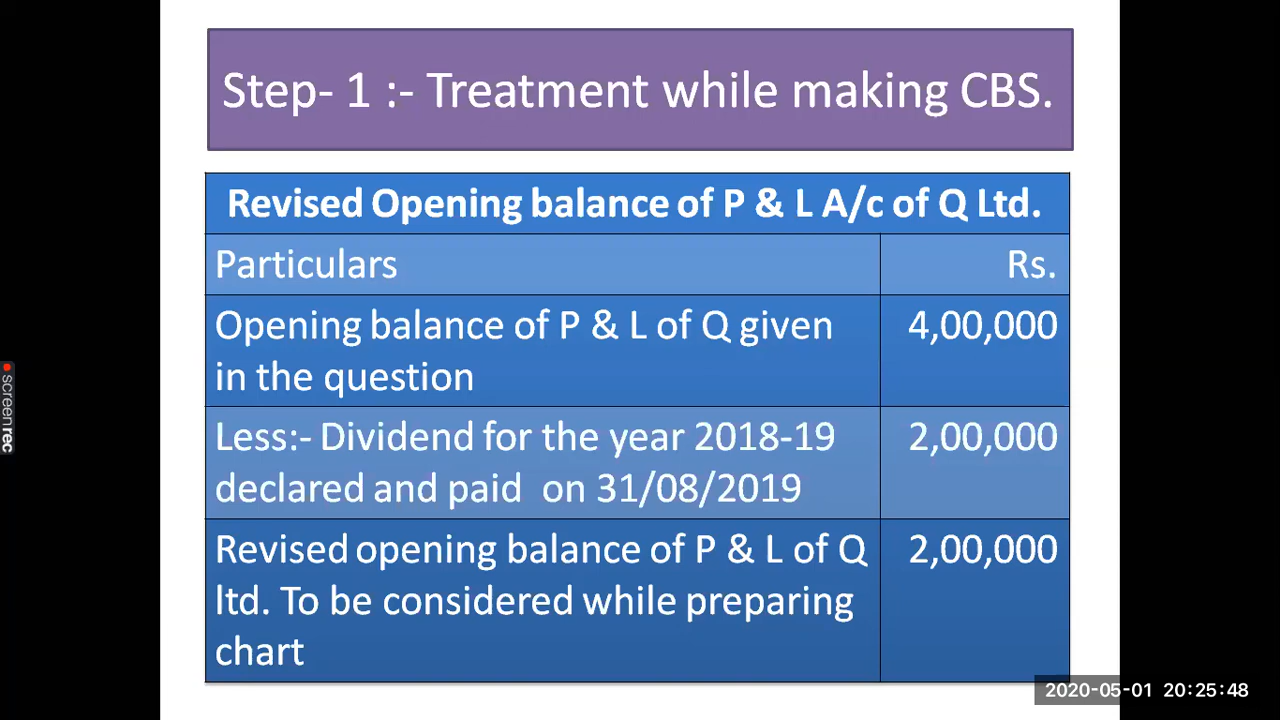 Step- 1 :- Treatment while making CBS.
Revised Opening balance of P & L A/c of Q Ltd.
Particulars Rs.
Opening balance of P & L of Q given 4,00,000
in the question
Less:- Dividend for the year 2018-19 2,00,000
declared and paid on 31/08/2019
Revised opening balance of P & L of Q 2,00,000
ltd. To be considered while preparing
chart
screenrec
2020-05-01 20:25:48